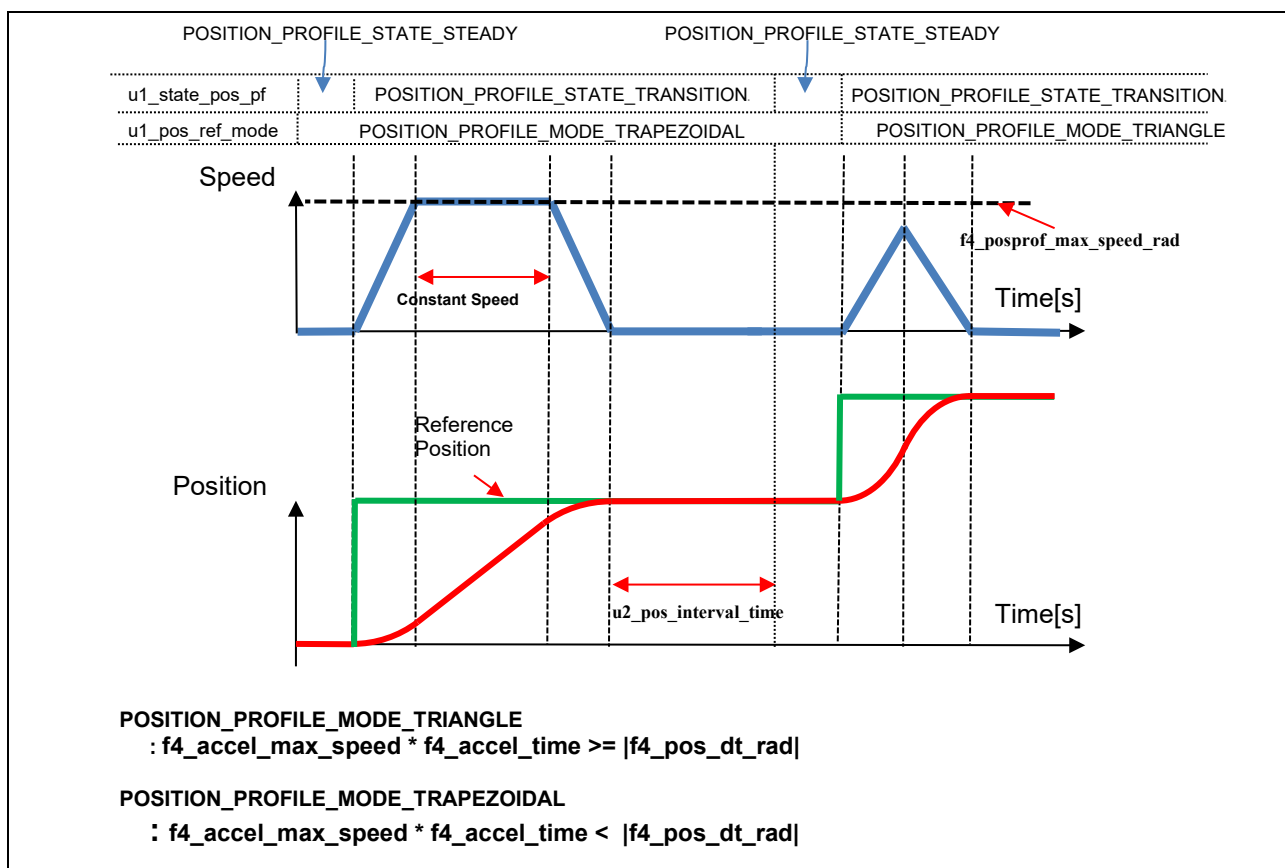 POSITION_PROFILE_STATE_STEADY POSITION_PROFILE_STATE_STEADY
u1_state_pos_pf POSITION_PROFILE_STATE_TRANSITION. POSITION_PROFILE_STATE_TRANSITION.
u1_pos_ref_mode POSITION_PROFILE_MODE_TRAPEZOIDAL POSITION_PROFILE_MODE_TRIANGLE
Speed
f4_posprof_max_speed_rad
Constant Speed
Time[s]
Reference
Position
Position
u2_pos_interval_time
Time[s]
POSITION_PROFILE_MODE_TRIANGLE
: f4_accel_max_speed * f4_accel_time >= |f4_pos_dt_rad|
POSITION_PROFILE_MODE_TRAPEZOIDAL
: f4_accel_max_speed * f4_accel_time < |f4_pos_dt_rad|